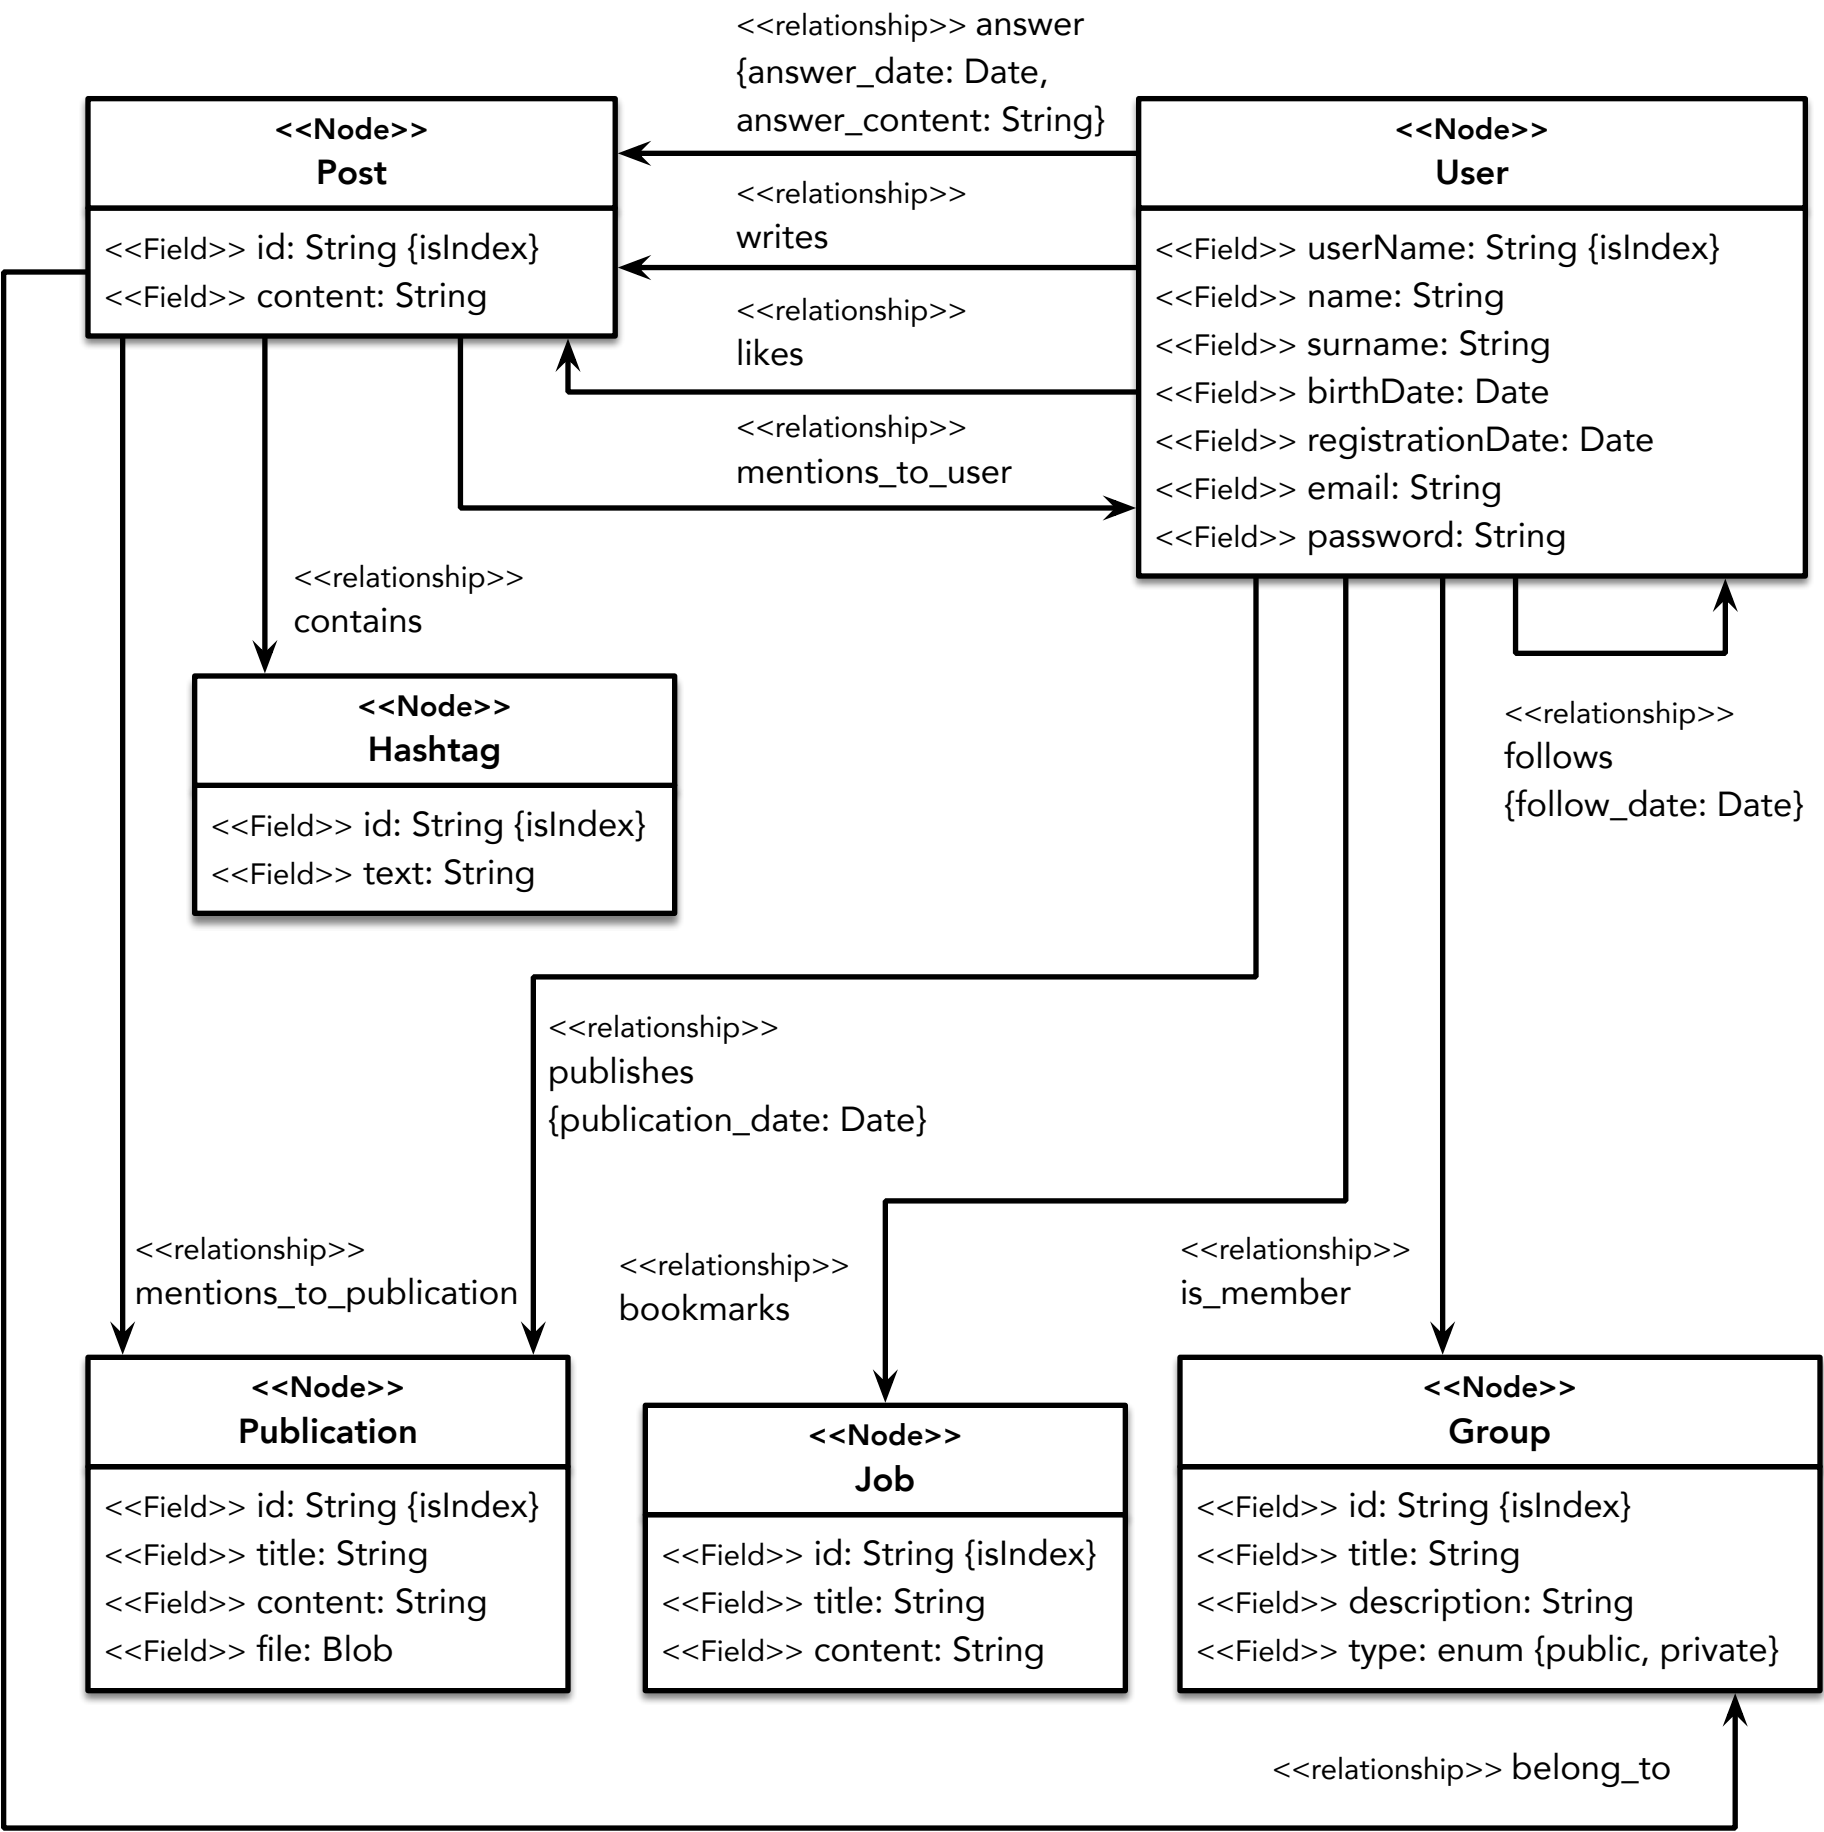 <<relationship>> answer
{answer_date: Date,
answer_content: String}
<<Node>>
Post
<<Field>> id: String {isIndex}
<<Field>> content: String
<<relationship>>
writes
<<relationship>>
likes
<<relationship>>
mentions_to_user
<<Node>>
User
<<Field>> userName: String {isIndex}
<<Field>> name: String
<<Field>> surname: String
<<Field>> birthDate: Date
<<Field>> registrationDate: Date
<<Field>> email: String
<<Field>> password: String
<<relationship>>
contains
<<Node>>
Hashtag
<<Field>> id: String {isIndex}
<<Field>> text: String
<<relationship>>
follows
{follow_date: Date}
<<relationship>>
publishes
{publication_date: Date}
<<relationship>>
mentions_to_publication
<<relationship>>
bookmarks
<<relationship>>
is_member
<<Node>>
Publication
<<Field>> id: String {isIndex}
<<Field>> title: String
<<Field>> content: String
<<Field>> file: Blob
<<Node>>
Job
<<Field>> id: String {isIndex}
<<Field>> title: String
<<Field>> content: String
<<Node>>
Group
<<Field>> id: String {isIndex}
<<Field>> title: String
<<Field>> description: String
<<Field>> type: enum {public, private}
<<relationship>> belong_to